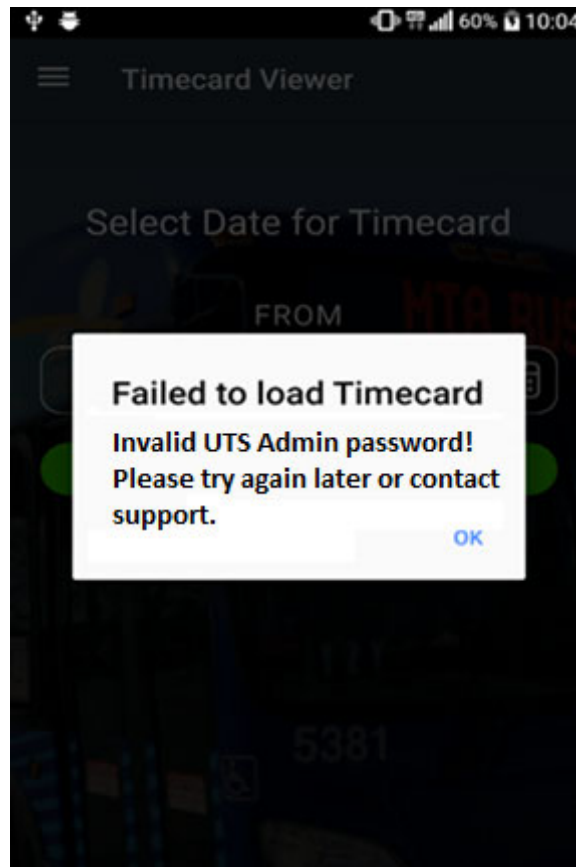 60% 10:04
Timecard Viewer
Select Date for Timecard
FROM
MTA BUS
Failed to load Timecard
Invalid UTS Admin password!
Please try again later or contact
support.
OK
5381